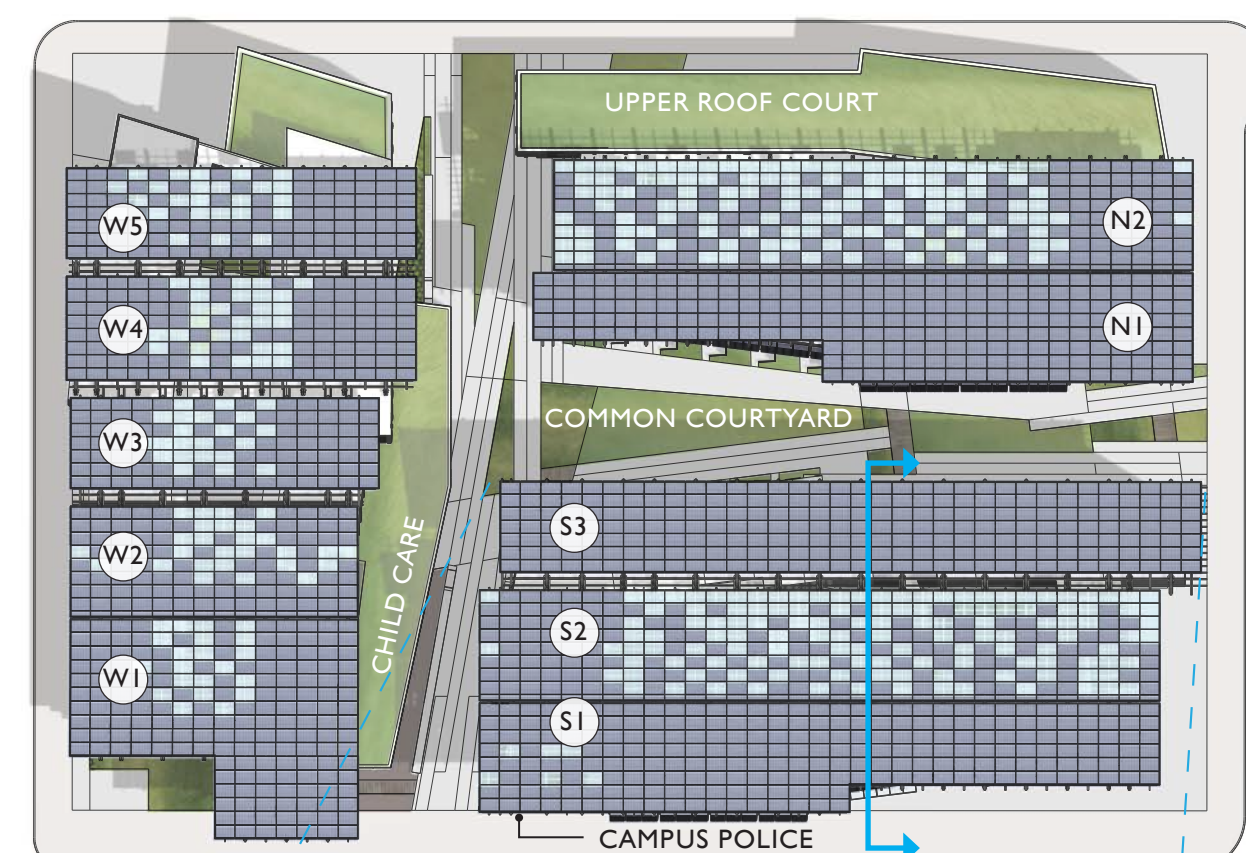 UPPER ROOF COURT
W5
N2
W4
N1
COMMON COURTYARD
W3
S3
W2
CHILD CARE
S2
W1
S1
CAMPUS POLICE